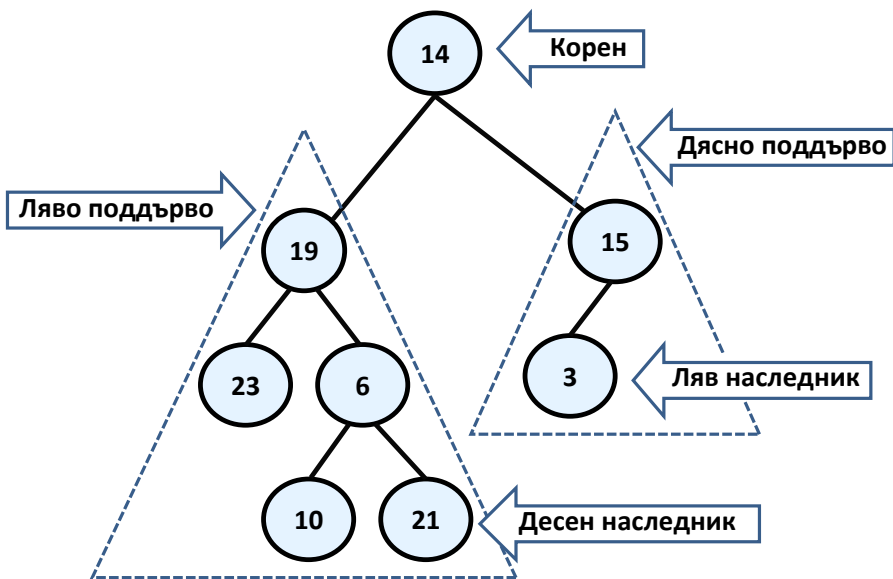 14
Корен
Дясно поддърво
Ляво поддърво
19
15
23
6
3
Ляв наследник
10
21
Десен наследник